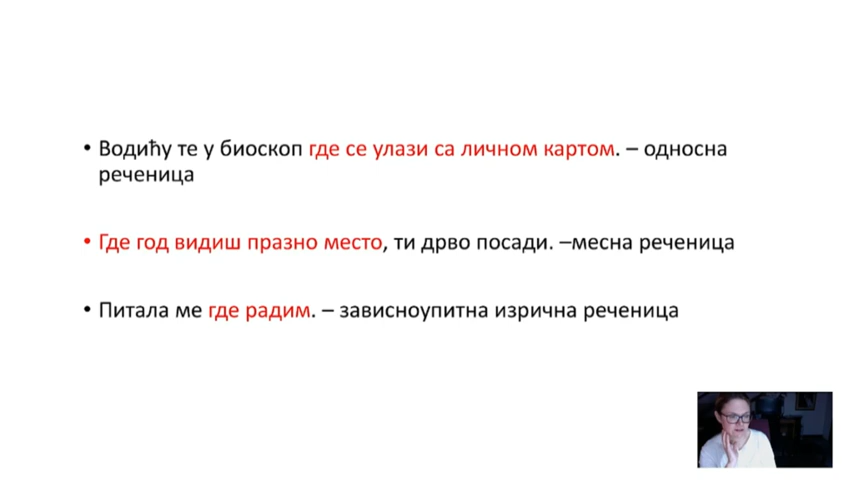 • Водићу те у биоскоп где се улази са личном картом. – односна
реченица
• Где год видиш празно место, ти дрво посади. –месна реченица
• Питала ме где радим. – зависноупитна изрична реченица